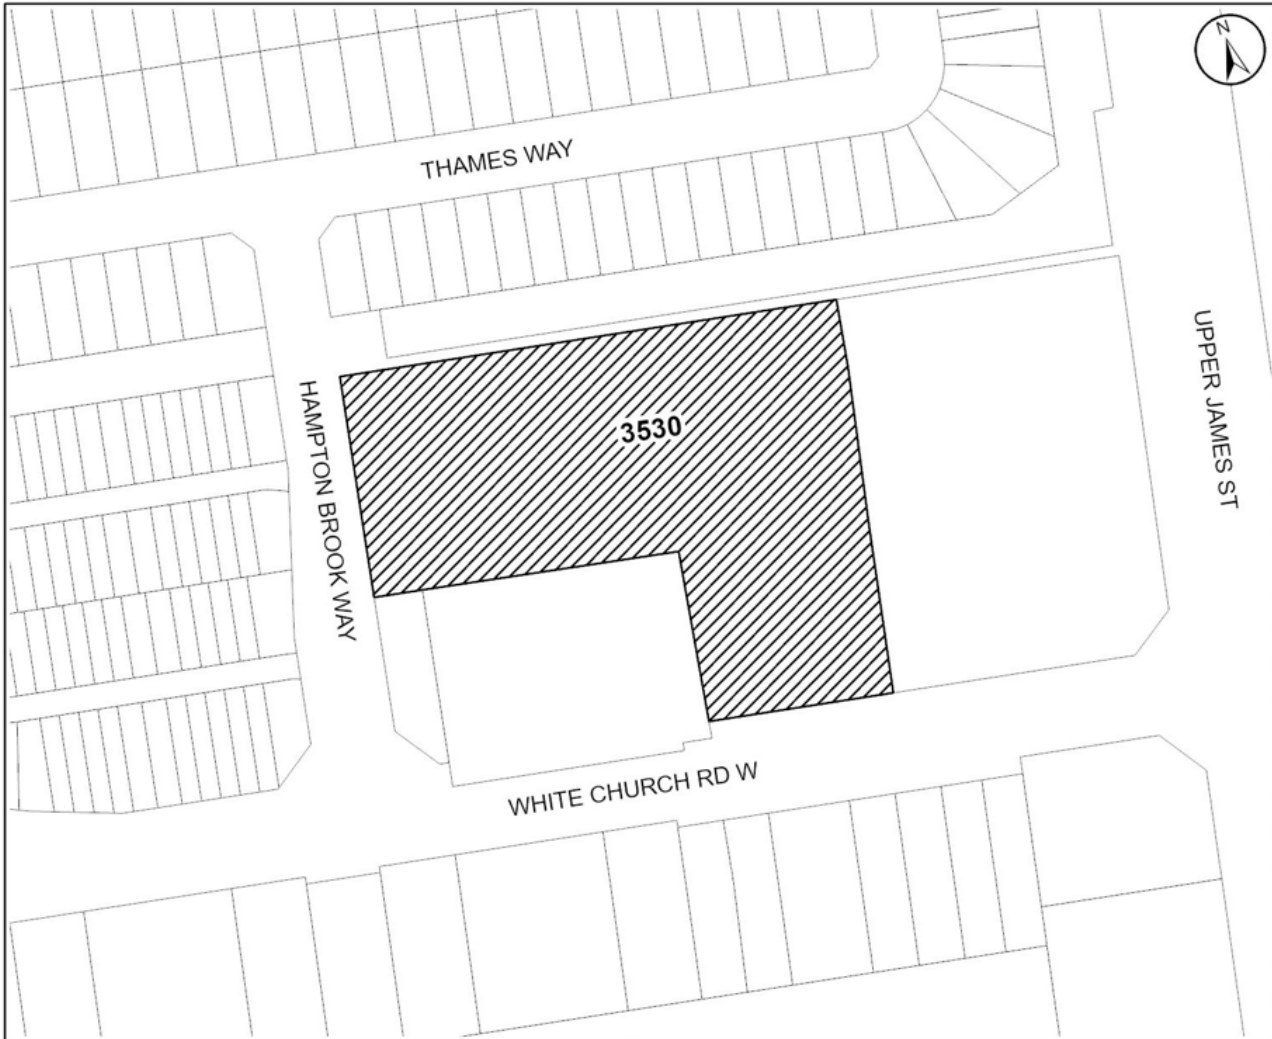 N
THAMES WAY
UPPER JAMES ST
HAMPTON BROOK WAY
3530
WHITE CHURCH RD W